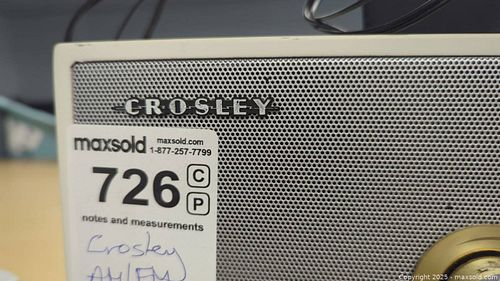 CROSLEY
maxsold maxsold.com
1-877-257-7799
726 C
P
notes and measurements
Crosley
AM/FM
Copyright 2025 - maxsold.com